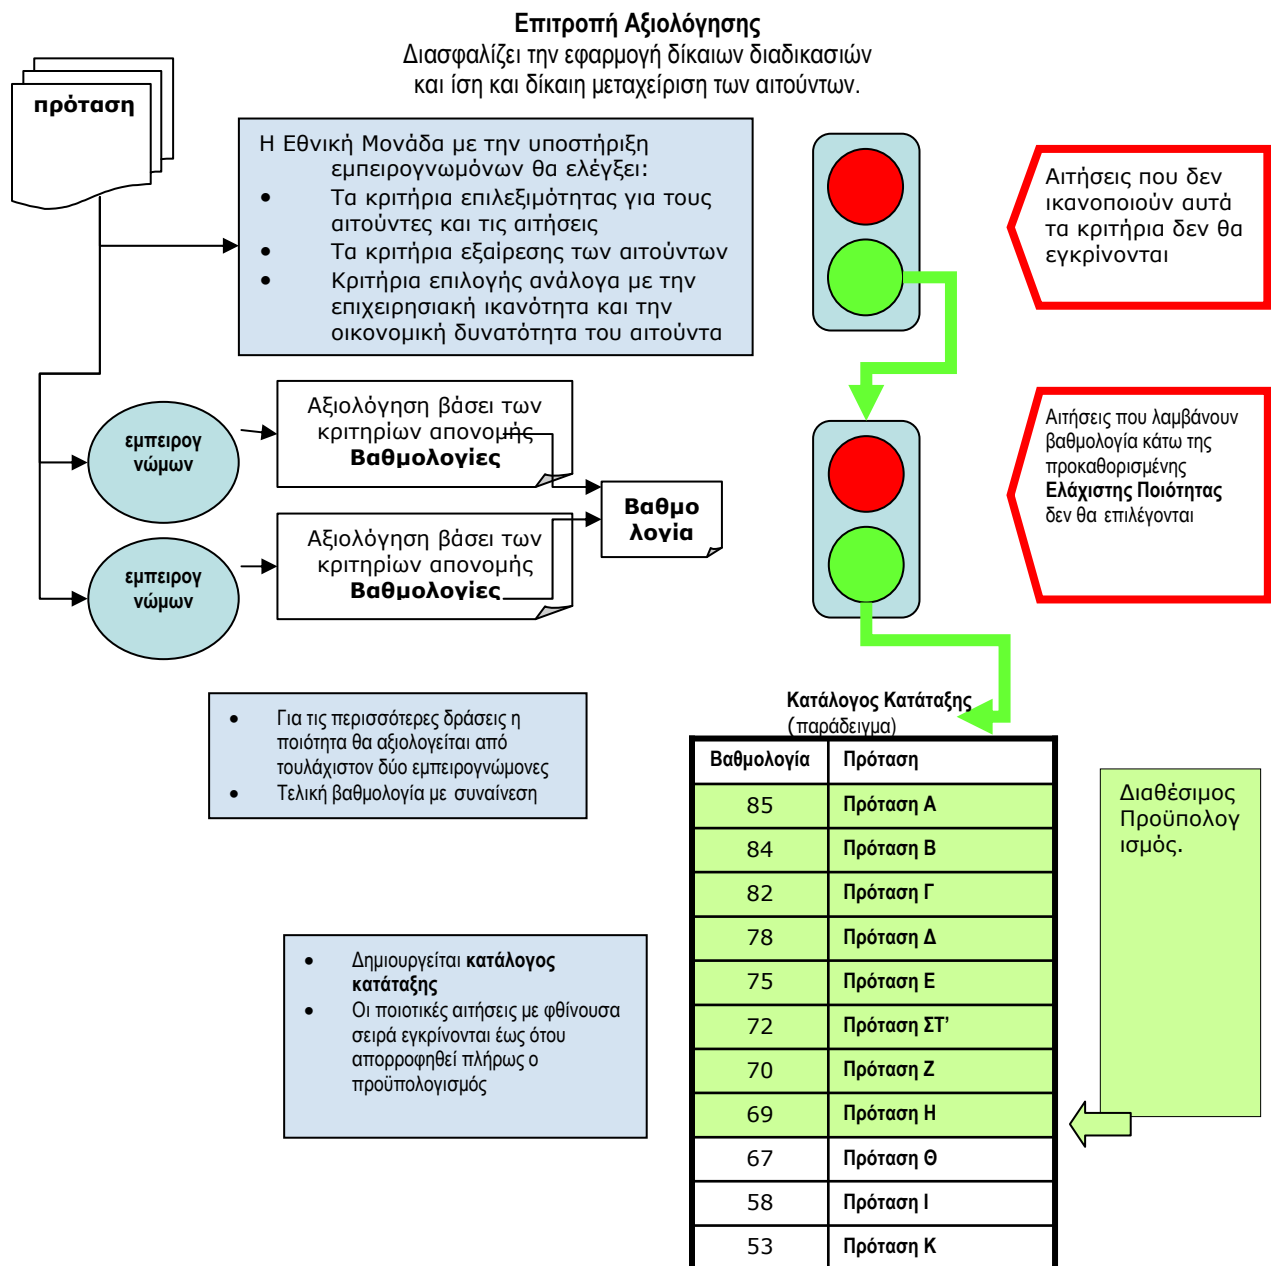 Επιτροπή Αξιολόγησης
Διασφαλίζει την εφαρμογή δίκαιων διαδικασιών
και ίση και δίκαιη μεταχείριση των αιτούντων.
πρόταση
Η Εθνική Μονάδα με την υποστήριξη
εμπειρογνωμόνων θα ελέγξει:
• Τα κριτήρια επιλεξιμότητας για τους
αιτούντες και τις αιτήσεις
• Τα κριτήρια εξαίρεσης των αιτούντων
• Κριτήρια επιλογής ανάλογα με την
επιχειρησιακή ικανότητα και την
οικονομική δυνατότητα του αιτούντα
Αιτήσεις που δεν
ικανοποιούν αυτά
τα κριτήρια δεν θα
εγκρίνονται
εμπειρογ
νώμων
Αξιολόγηση βάσει των
κριτηρίων απονομής
Βαθμολογίες
Βαθμο
λογία
εμπειρογ
νώμων
Αξιολόγηση βάσει των
κριτηρίων απονομής
Βαθμολογίες
Αιτήσεις που λαμβάνουν
βαθμολογία κάτω της
προκαθορισμένης
Ελάχιστης Ποιότητας
δεν θα επιλέγονται
• Για τις περισσότερες δράσεις η
ποιότητα θα αξιολογείται από
τουλάχιστον δύο εμπειρογνώμονες
• Τελική βαθμολογία με συναίνεση
Κατάλογος Κατάταξης
(παράδειγμα)
Βαθμολογία Πρόταση
85 Πρόταση Α
84 Πρόταση Β
82 Πρόταση Γ
78 Πρόταση Δ
75 Πρόταση Ε
72 Πρόταση ΣΤ’
70 Πρόταση Ζ
69 Πρόταση Η
67 Πρόταση Θ
58 Πρόταση Ι
53 Πρόταση Κ
Διαθέσιμος
Προϋπολογ
ισμός.
• Δημιουργείται κατάλογος
κατάταξης
• Οι ποιοτικές αιτήσεις με φθίνουσα
σειρά εγκρίνονται έως ότου
απορροφηθεί πλήρως ο
προϋπολογισμός